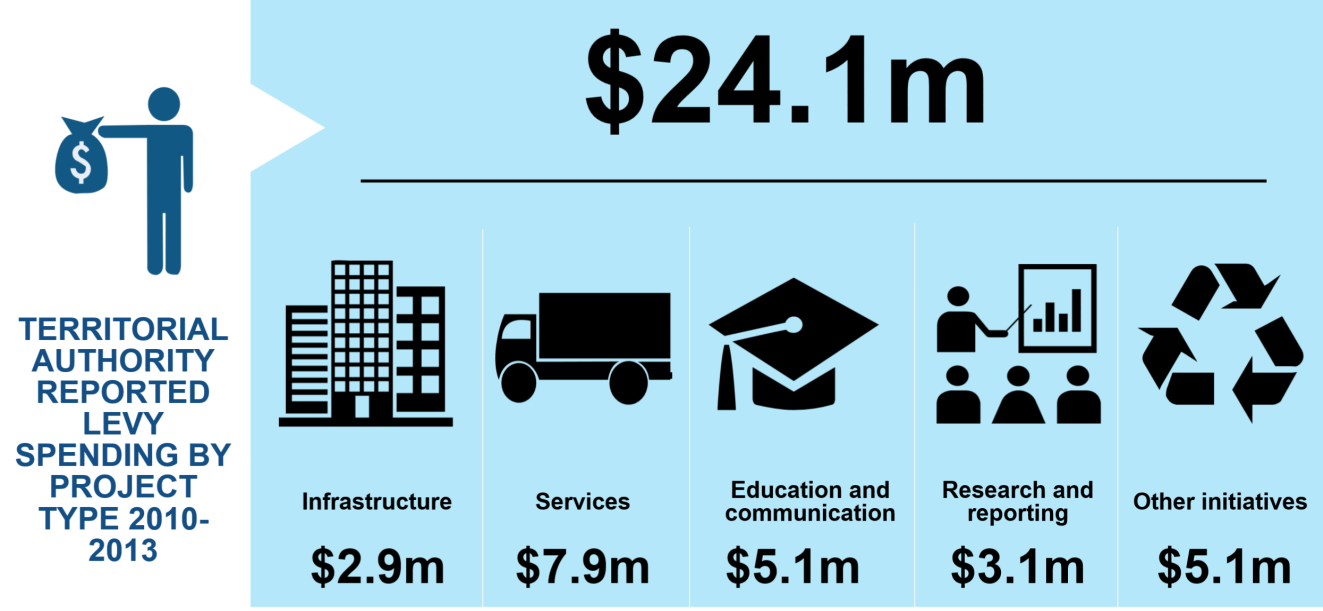 $24.1m
$
TERRITORIAL
AUTHORITY
REPORTED
LEVY
SPENDING BY
PROJECT
TYPE 2010-
2013
Infrastructure
$2.9m
Services
$7.9m
Education and
communication
$5.1m
Research and
reporting
$3.1m
Other initiatives
$5.1m